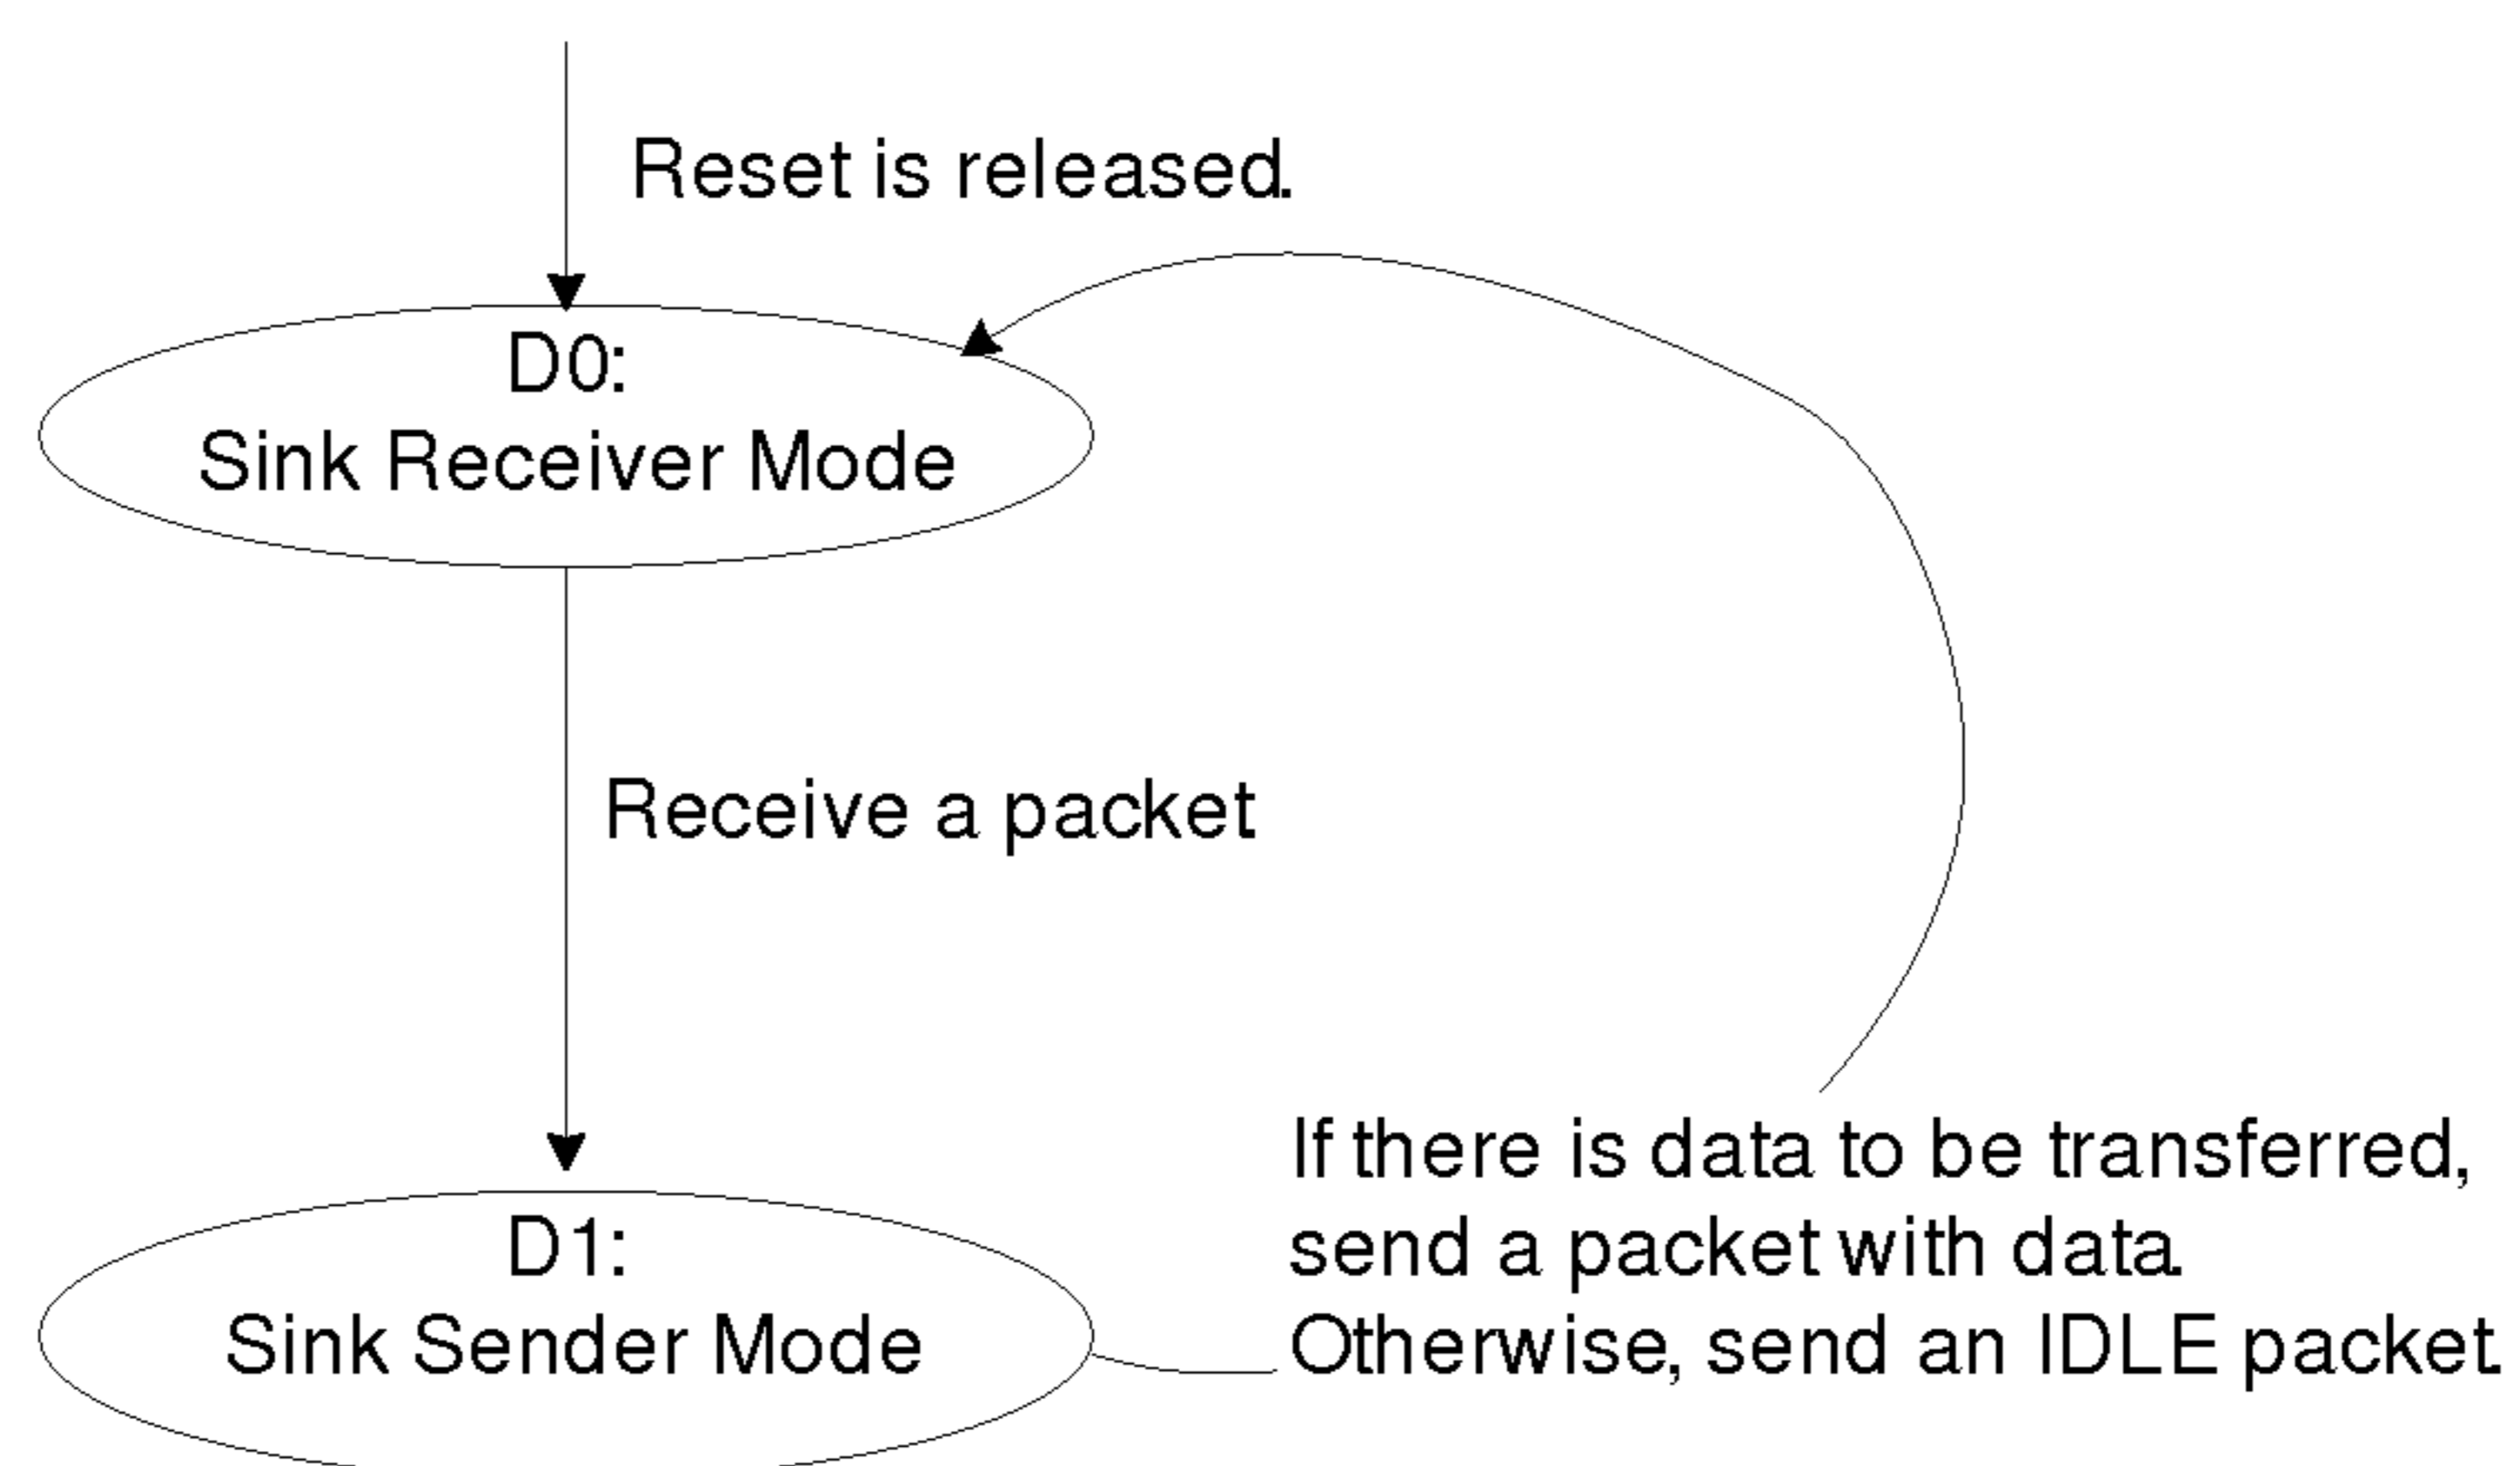 Reset is released.
D0:
Sink Receiver Mode
Receive a packet
If there is data to be transferred,
send a packet with data.
Otherwise, send an IDLE packet.
D1:
Sink Sender Mode